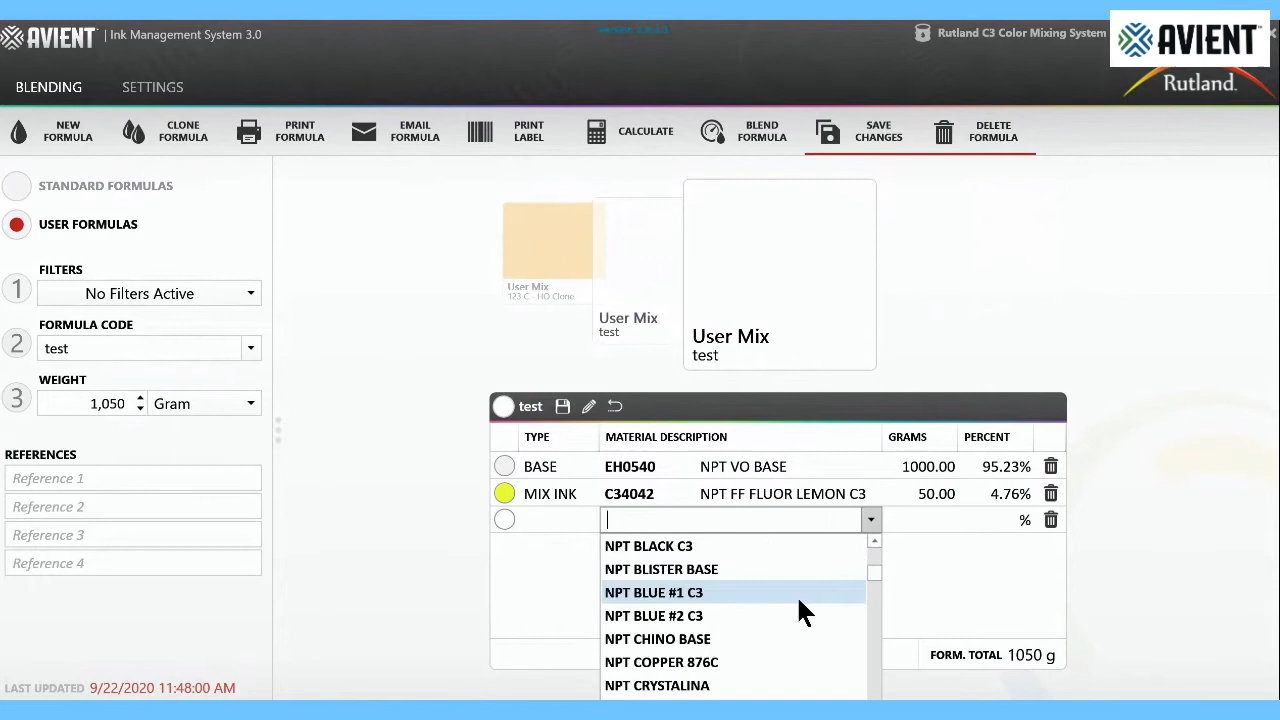 AVIENT | Ink Management System 3.0
Rutland C3 Color Mixing System
AVIENT
Rutland.
BLENDING SETTINGS
NEW FORMULA
CLONE FORMULA
PRINT FORMULA
EMAIL FORMULA
PRINT LABEL
CALCULATE
BLEND FORMULA
SAVE CHANGES
DELETE FORMULA
STANDARD FORMULAS
USER FORMULAS
FILTERS
1 No Filters Active
FORMULA CODE
2 test
WEIGHT
3 1,050 Gram
REFERENCES
Reference 1
Reference 2
Reference 3
Reference 4
LAST UPDATED 9/22/2020 11:48:00 AM
User Mix
123 C - HO Clone
User Mix
test
User Mix
test
test
TYPE MATERIAL DESCRIPTION GRAMS PERCENT
BASE EH0540 NPT VO BASE 1000.00 95.23%
MIX INK C34042 NPT FF FLUOR LEMON C3 50.00 4.76%
%
NPT BLACK C3
NPT BLISTER BASE
NPT BLUE #1 C3
NPT BLUE #2 C3
NPT CHINO BASE
NPT COPPER 876C
NPT CRYSTALINA
FORM. TOTAL 1050 g